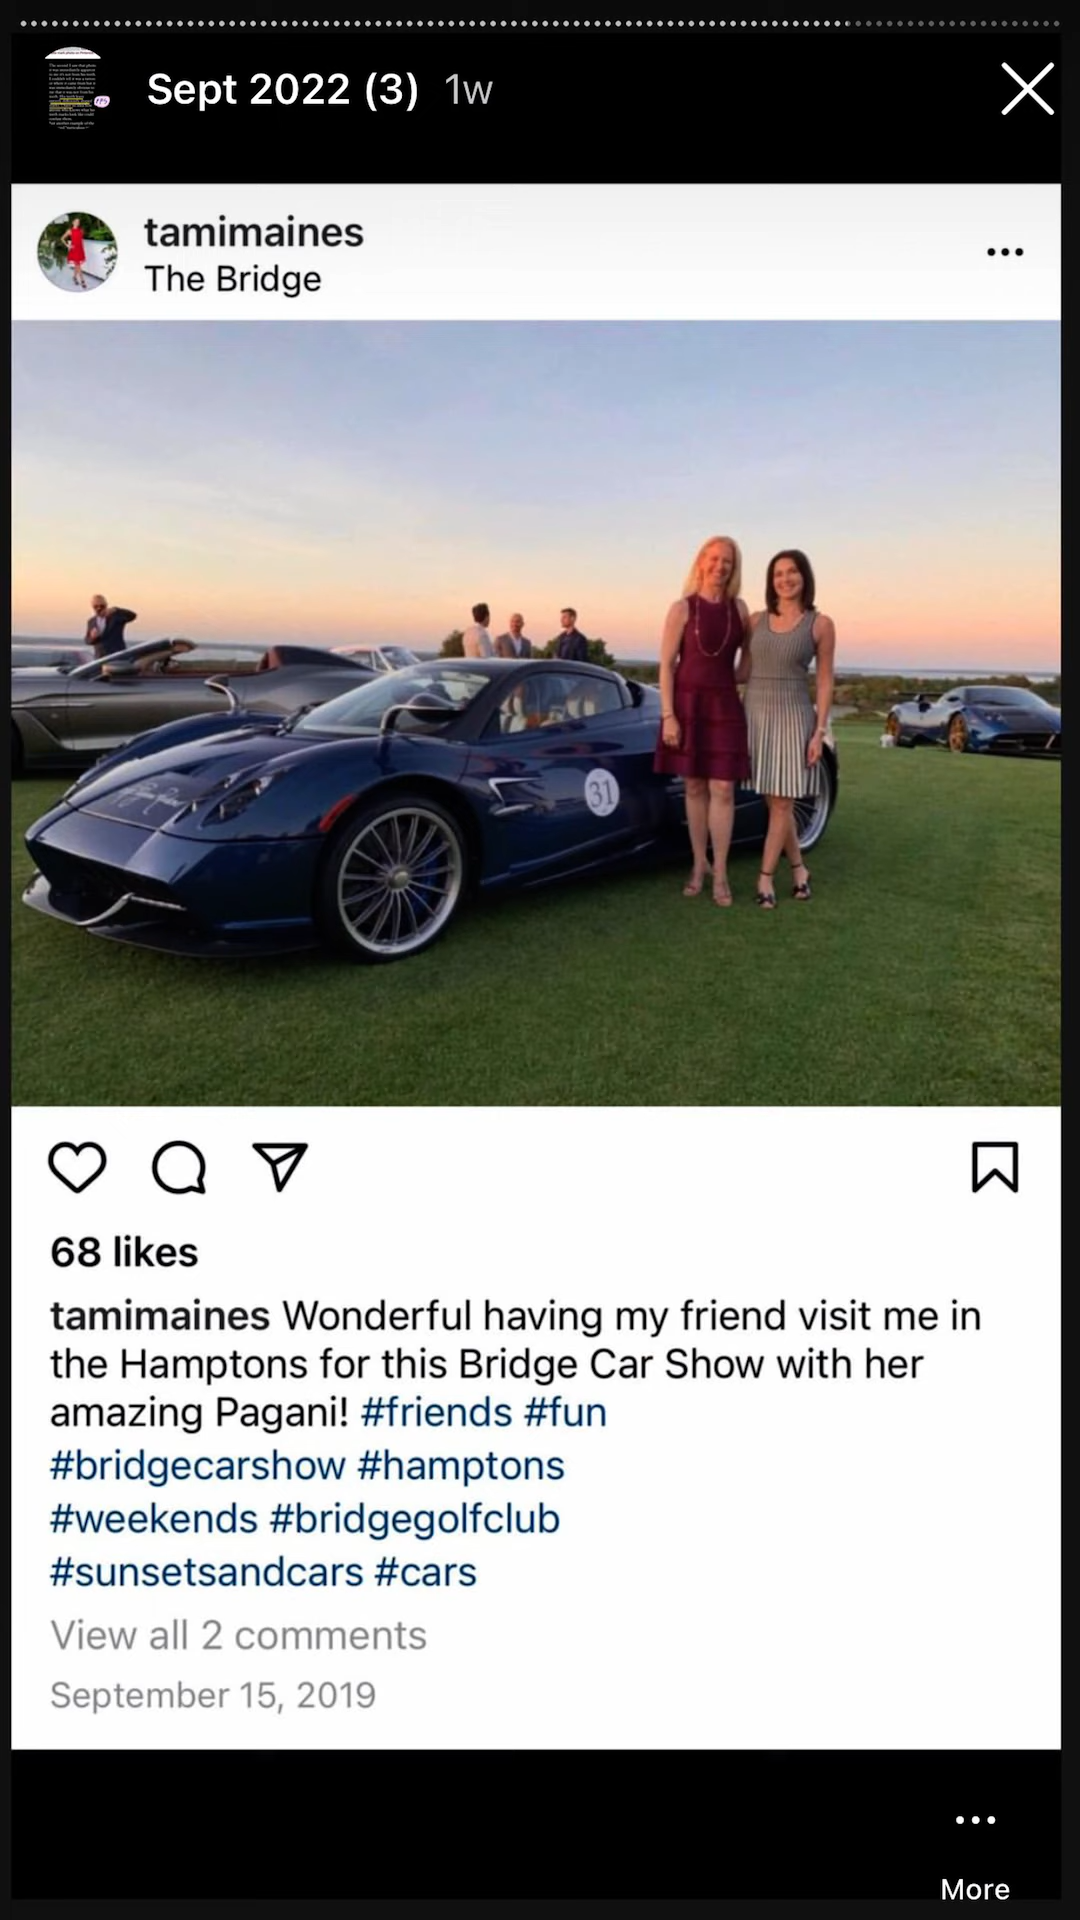 Sept 2022 (3) 1w
tamimaines
The Bridge
31
68 likes
tamimaines Wonderful having my friend visit me in
the Hamptons for this Bridge Car Show with her
amazing Pagani! #friends #fun
#bridgecarshow #hamptons
#weekends #bridgegolfclub
#sunsetsandcars #cars
View all 2 comments
September 15, 2019
More